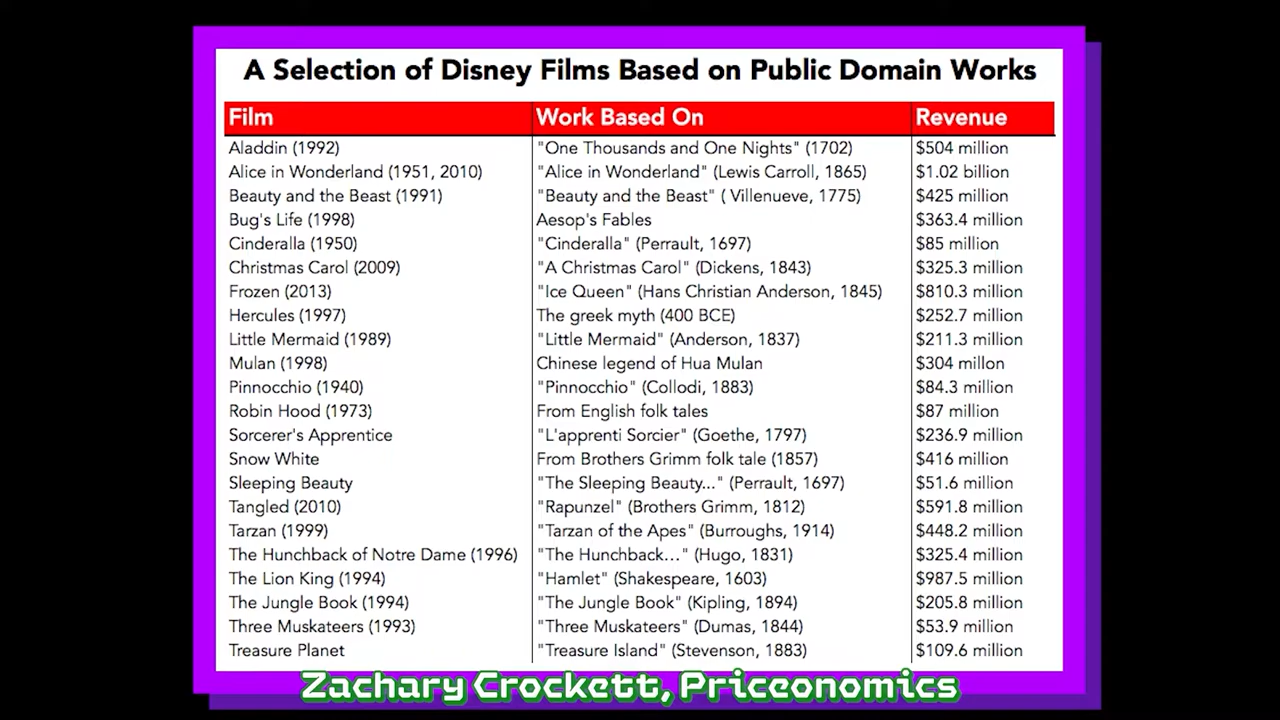 A Selection of Disney Films Based on Public Domain Works
Film Work Based On Revenue
Aladdin (1992) "One Thousands and One Nights" (1702) $504 million
Alice in Wonderland (1951, 2010) "Alice in Wonderland" (Lewis Carroll, 1865) $1.02 billion
Beauty and the Beast (1991) "Beauty and the Beast" ( Villenueve, 1775) $425 million
Bug's Life (1998) Aesop's Fables $363.4 million
Cinderalla (1950) "Cinderalla" (Perrault, 1697) $85 million
Christmas Carol (2009) "A Christmas Carol" (Dickens, 1843) $325.3 million
Frozen (2013) "Ice Queen" (Hans Christian Anderson, 1845) $810.3 million
Hercules (1997) The greek myth (400 BCE) $252.7 million
Little Mermaid (1989) "Little Mermaid" (Anderson, 1837) $211.3 million
Mulan (1998) Chinese legend of Hua Mulan $304 millon
Pinnocchio (1940) "Pinnocchio" (Collodi, 1883) $84.3 million
Robin Hood (1973) From English folk tales $87 million
Sorcerer's Apprentice "L'apprenti Sorcier" (Goethe, 1797) $236.9 million
Snow White From Brothers Grimm folk tale (1857) $416 million
Sleeping Beauty "The Sleeping Beauty..." (Perrault, 1697) $51.6 million
Tangled (2010) "Rapunzel" (Brothers Grimm, 1812) $591.8 million
Tarzan (1999) "Tarzan of the Apes" (Burroughs, 1914) $448.2 million
The Hunchback of Notre Dame (1996) "The Hunchback..." (Hugo, 1831) $325.4 million
The Lion King (1994) "Hamlet" (Shakespeare, 1603) $987.5 million
The Jungle Book (1994) "The Jungle Book" (Kipling, 1894) $205.8 million
Three Muskateers (1993) "Three Muskateers" (Dumas, 1844) $53.9 million
Treasure Planet "Treasure Island" (Stevenson, 1883) $109.6 million
Zachary Crockett, Priceonomics